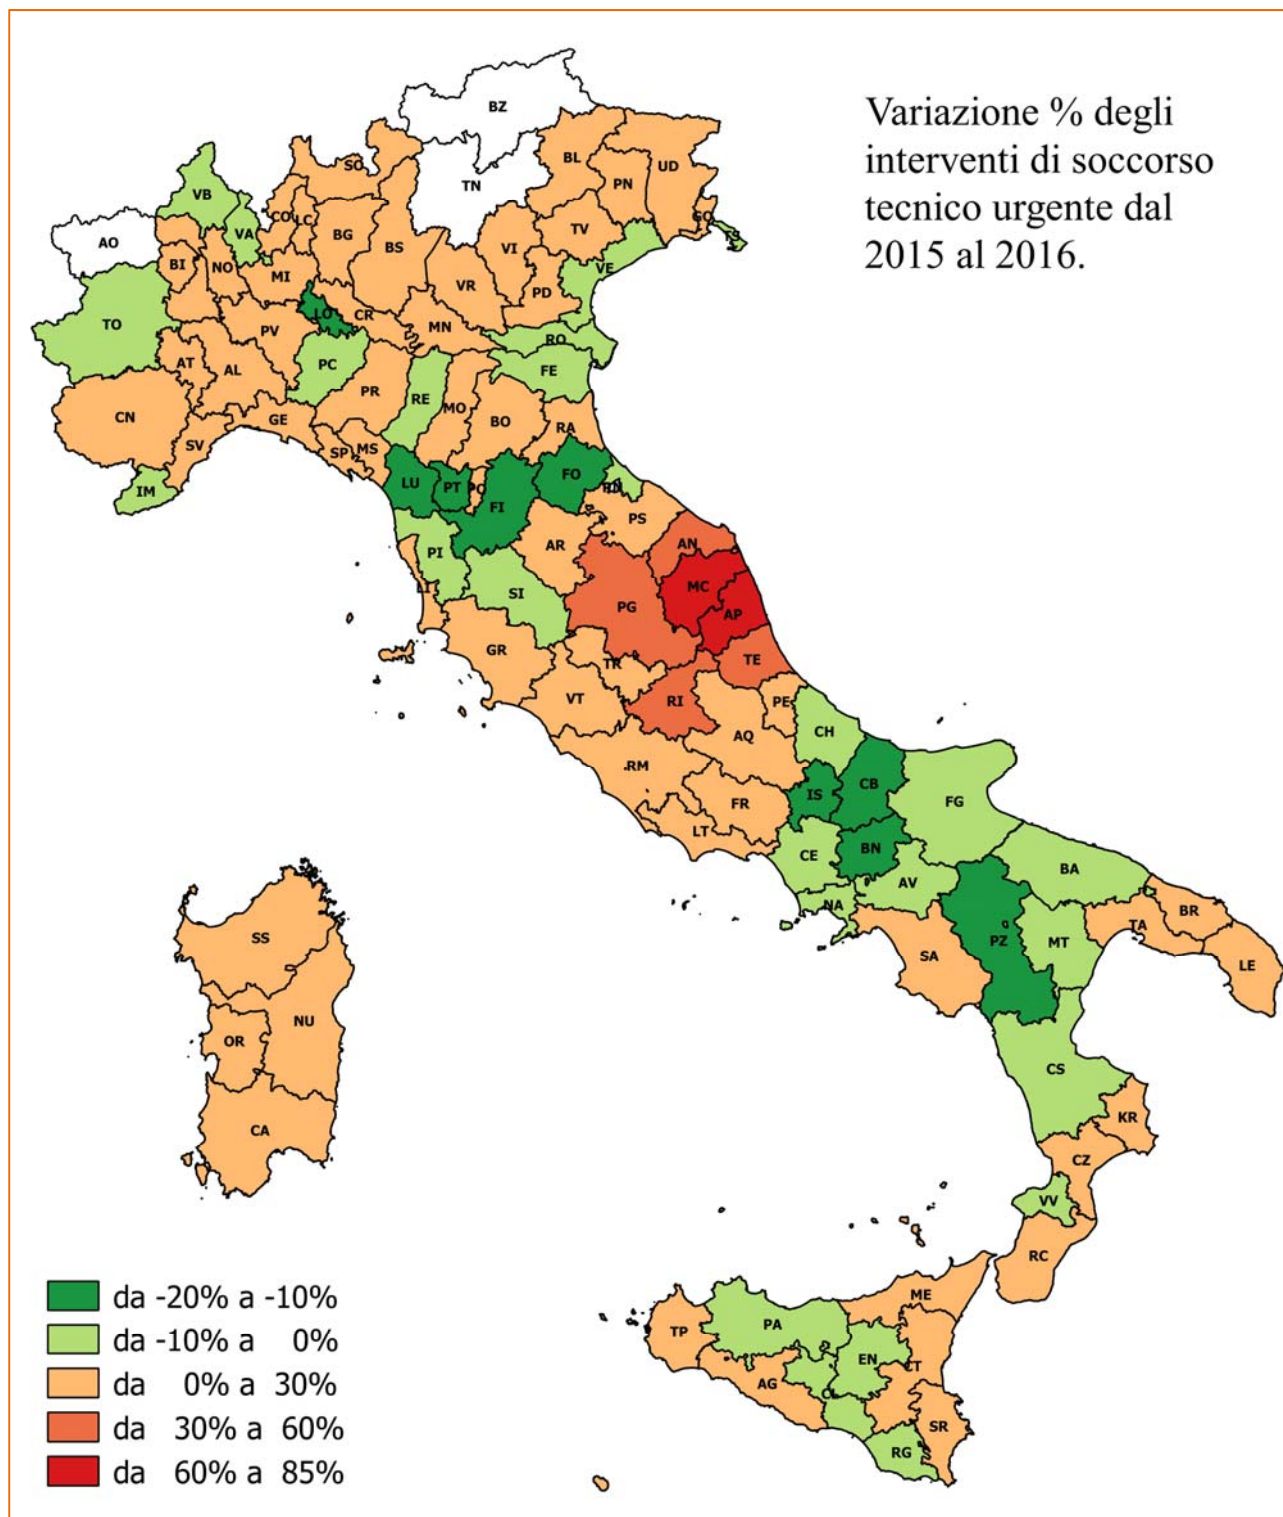 Variazione % degli
interventi di soccorso
tecnico urgente dal
2015 al 2016.
BZ
BL
UD
SO
PN
TN
VB
CO
LC
GO
TS
VA
BG
TV
AO
BS
VI
BI
NO
MI
VE
VR
PD
LO
CR
TO
PV
MN
RO
AT
AL
PC
FE
PR
RE
MO
CN
GE
BO
RA
SV
SP
MS
LU
PT
PO
FO
IM
RN
FI
PS
AN
AR
PI
MC
LI
SI
PG
AP
GR
TR
TE
VT
RI
PE
AQ
CH
RM
IS
CB
FR
FG
LT
BN
CE
BA
AV
NA
BR
SS
PZ
MT
TA
SA
LE
NU
OR
CS
KR
CA
CZ
VV
RC
ME
TP
PA
EN
CT
AG
CL
SR
RG
da -20% a -10%
da -10% a 0%
da 0% a 30%
da 30% a 60%
da 60% a 85%